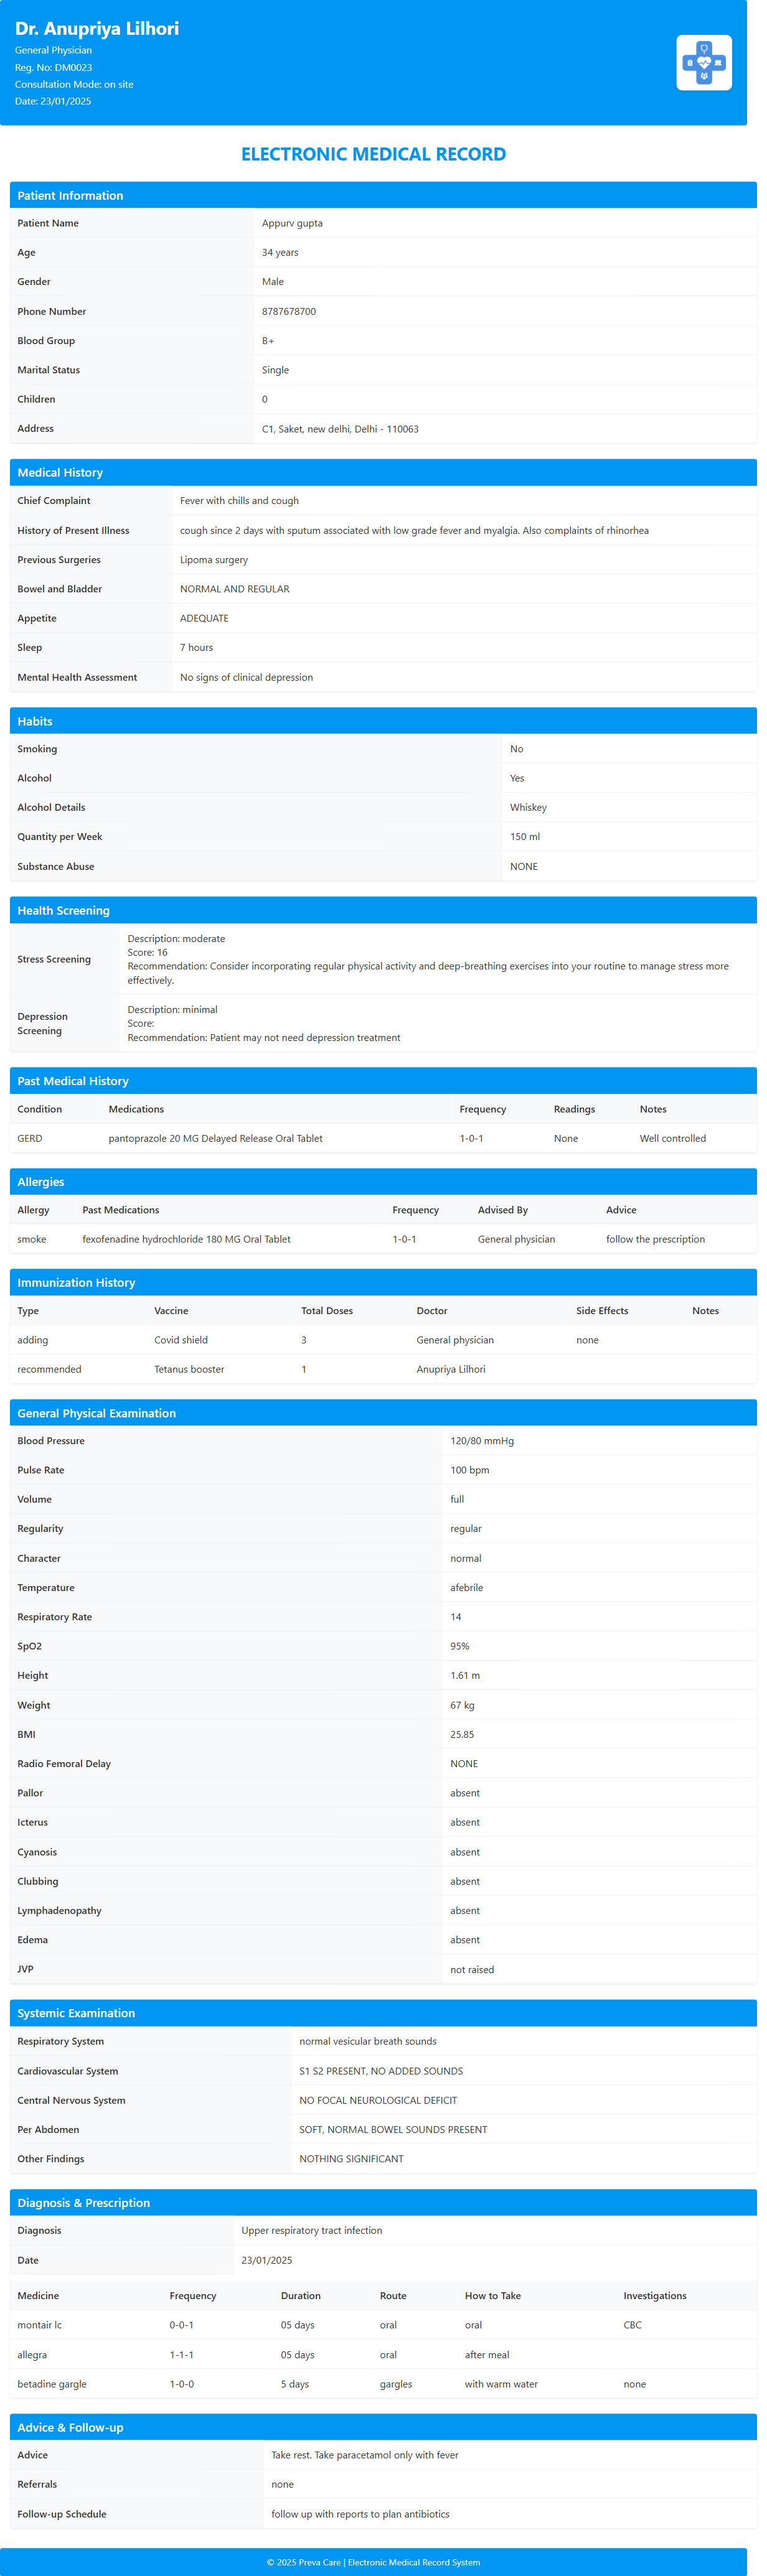 Dr. Anupriya Lilhori
General Physician
Reg. No: DM0023
Consultation Mode: on site
Date: 23/01/2025
ELECTRONIC MEDICAL RECORD
Patient Information
Patient Name Appurv gupta
Age 34 years
Gender Male
Phone Number 8787678700
Blood Group B+
Marital Status Single
Children 0
Address C1, Saket, new delhi, Delhi - 110063
Medical History
Chief Complaint Fever with chills and cough
History of Present Illness cough since 2 days with sputum associated with low grade fever and myalgia. Also complaints of rhinorhea
Previous Surgeries Lipoma surgery
Bowel and Bladder NORMAL AND REGULAR
Appetite ADEQUATE
Sleep 7 hours
Mental Health Assessment No signs of clinical depression
Habits
Smoking No
Alcohol Yes
Alcohol Details Whiskey
Quantity per Week 150 ml
Substance Abuse NONE
Health Screening
Stress Screening
Description: moderate
Score: 16
Recommendation: Consider incorporating regular physical activity and deep-breathing exercises into your routine to manage stress more
effectively.
Depression
Screening
Description: minimal
Score:
Recommendation: Patient may not need depression treatment
Past Medical History
Condition Medications Frequency Readings Notes
GERD pantoprazole 20 MG Delayed Release Oral Tablet 1-0-1 None Well controlled
Allergies
Allergy Past Medications Frequency Advised By Advice
smoke fexofenadine hydrochloride 180 MG Oral Tablet 1-0-1 General physician follow the prescription
Immunization History
Type Vaccine Total Doses Doctor Side Effects Notes
adding Covid shield 3 General physician none
recommended Tetanus booster 1 Anupriya Lilhori
General Physical Examination
Blood Pressure 120/80 mmHg
Pulse Rate 100 bpm
Volume full
Regularity regular
Character normal
Temperature afebrile
Respiratory Rate 14
SpO2 95%
Height 1.61 m
Weight 67 kg
BMI 25.85
Radio Femoral Delay NONE
Pallor absent
Icterus absent
Cyanosis absent
Clubbing absent
Lymphadenopathy absent
Edema absent
JVP not raised
Systemic Examination
Respiratory System normal vesicular breath sounds
Cardiovascular System S1 S2 PRESENT, NO ADDED SOUNDS
Central Nervous System NO FOCAL NEUROLOGICAL DEFICIT
Per Abdomen SOFT, NORMAL BOWEL SOUNDS PRESENT
Other Findings NOTHING SIGNIFICANT
Diagnosis & Prescription
Diagnosis Upper respiratory tract infection
Date 23/01/2025
Medicine Frequency Duration Route How to Take Investigations
montair lc 0-0-1 05 days oral oral CBC
allegra 1-1-1 05 days oral after meal
betadine gargle 1-0-0 5 days gargles with warm water none
Advice & Follow-up
Advice Take rest. Take paracetamol only with fever
Referrals none
Follow-up Schedule follow up with reports to plan antibiotics
© 2025 Preva Care | Electronic Medical Record System